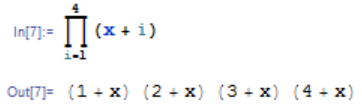 In[7]:= ∏_{i=1}^{4} (x + i)
Out[7]= (1 + x) (2 + x) (3 + x) (4 + x)